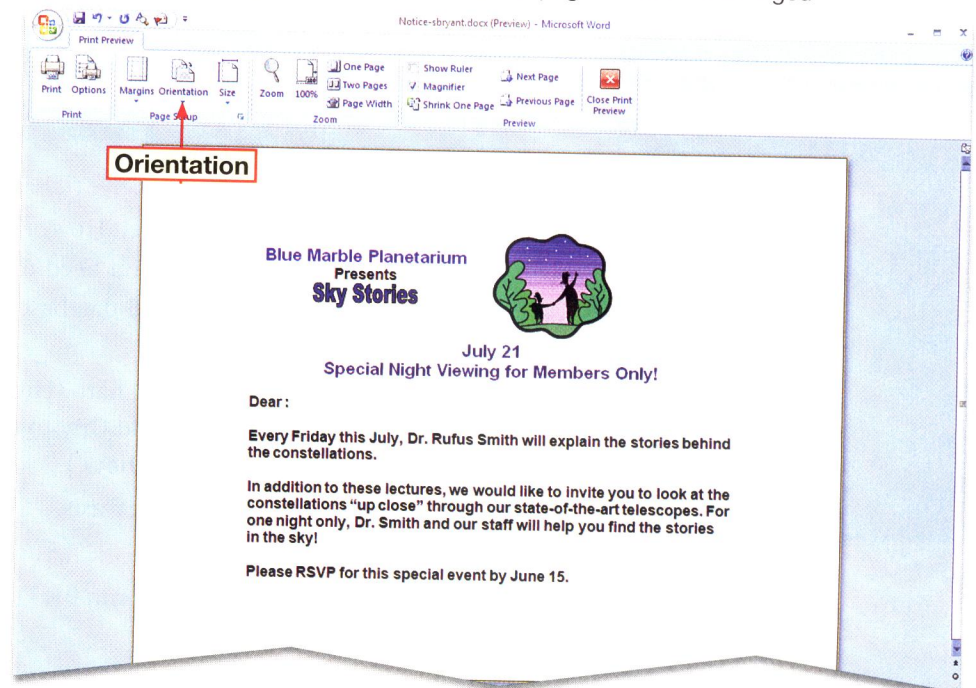 Notice-sbryant.docx (Preview) - Microsoft Word
Print Preview
One Page
Show Ruler
Next Page
Two Pages
Magnifier
Previous Page
Page Width
Shrink One Page
Print Options Margins Orientation Size Zoom 100% Close Print Preview
Print Page Setup Zoom Preview
Orientation
Blue Marble Planetarium
Presents
Sky Stories
July 21
Special Night Viewing for Members Only!
Dear :
Every Friday this July, Dr. Rufus Smith will explain the stories behind
the constellations.
In addition to these lectures, we would like to invite you to look at the
constellations “up close” through our state-of-the-art telescopes. For
one night only, Dr. Smith and our staff will help you find the stories
in the sky!
Please RSVP for this special event by June 15.